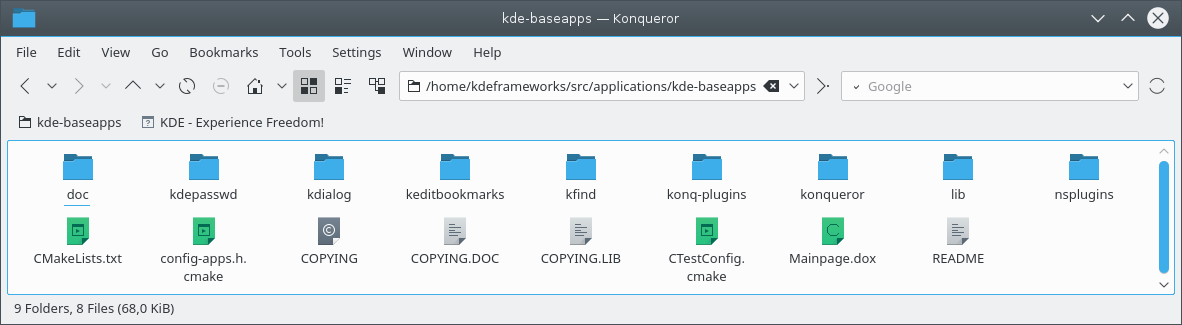 kde-baseapps — Konqueror
File Edit View Go Bookmarks Tools Settings Window Help
/home/kdeframeworks/src/applications/kde-baseapps Google
kde-baseapps KDE - Experience Freedom!
doc kdepasswd kdialog keditbookmarks kfind konq-plugins konqueror lib nsplugins
CMakeLists.txt config-apps.h. COPYING COPYING.DOC COPYING.LIB CTestConfig. Mainpage.dox README
cmake cmake
9 Folders, 8 Files (68,0 KiB)